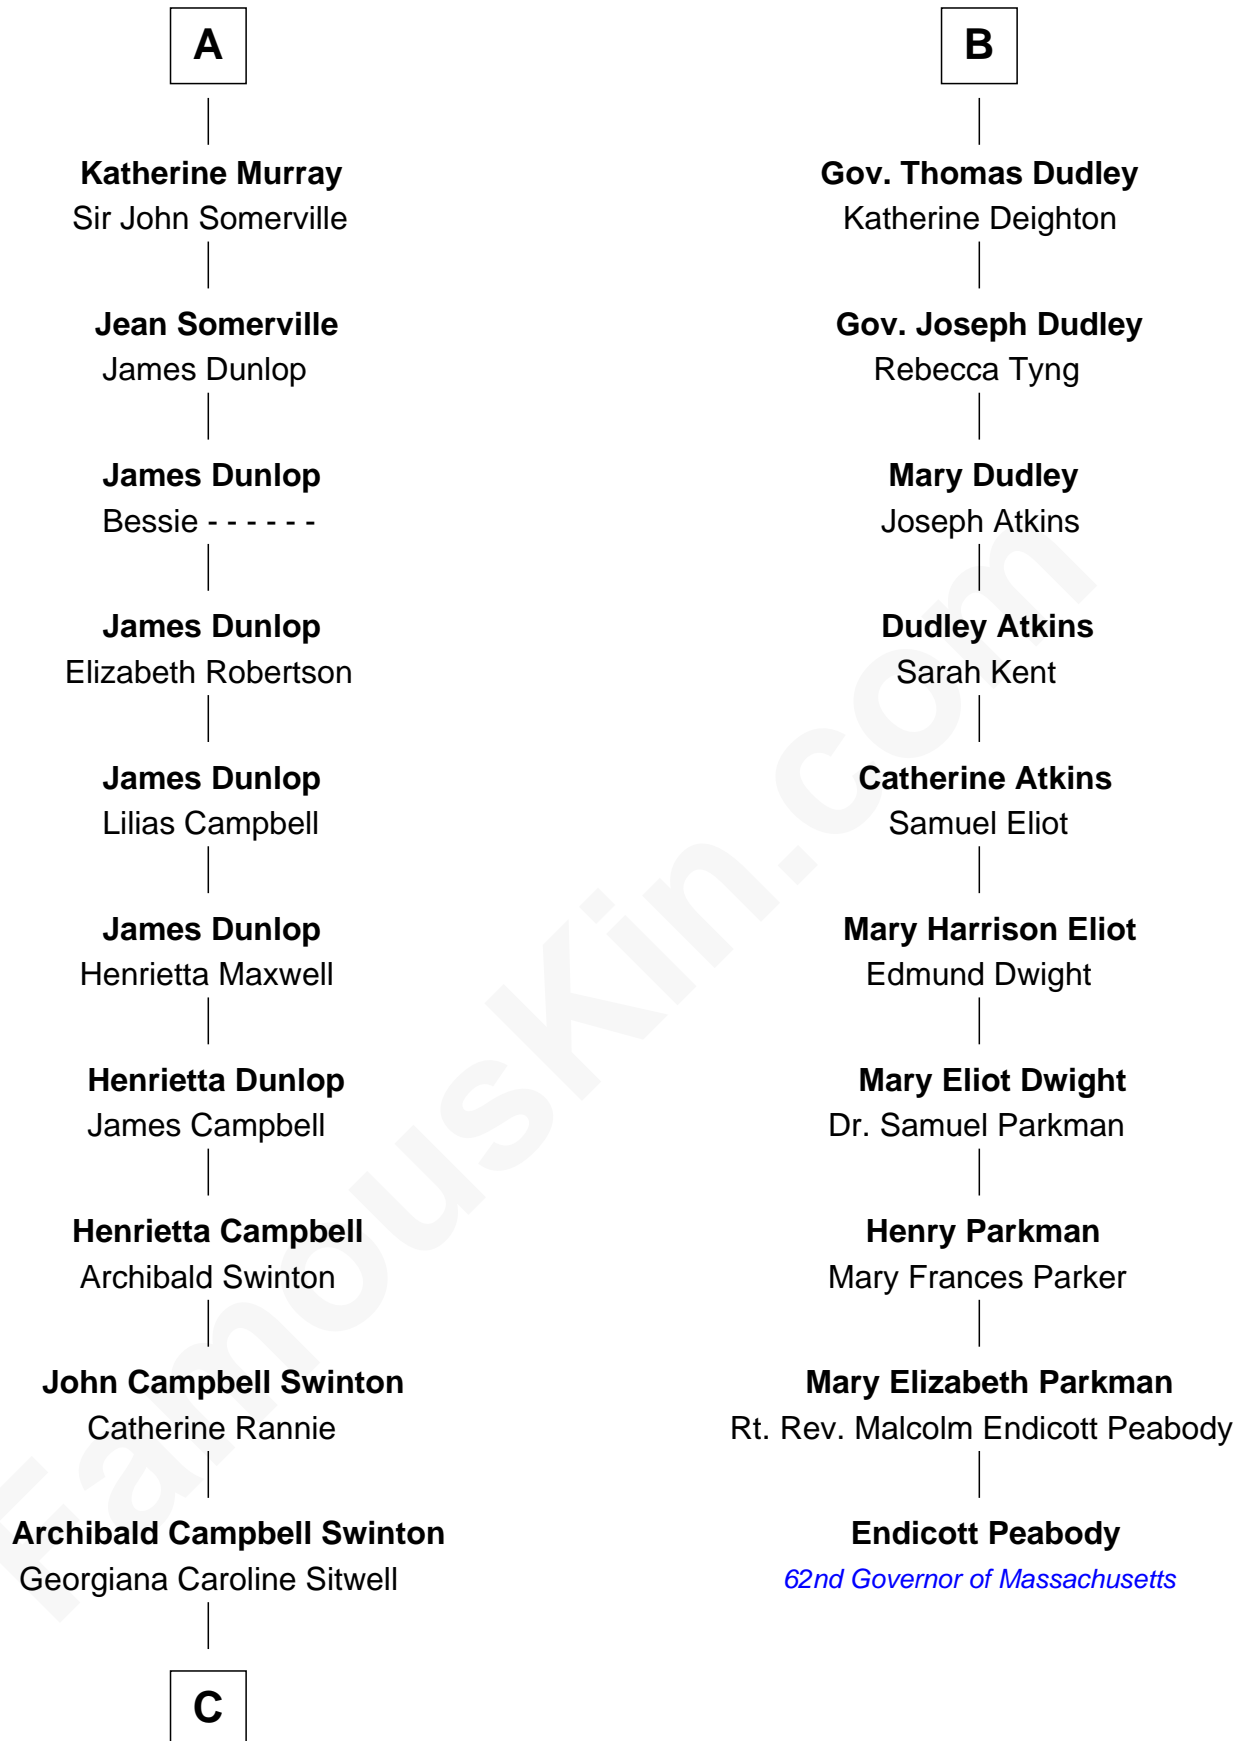 A
Katherine Murray
Sir John Somerville
Jean Somerville
James Dunlop
James Dunlop
Bessie - - - - - -
James Dunlop
Elizabeth Robertson
James Dunlop
Lilias Campbell
James Dunlop
Henrietta Maxwell
Henrietta Dunlop
James Campbell
Henrietta Campbell
Archibald Swinton
John Campbell Swinton
Catherine Rannie
Archibald Campbell Swinton
Georgiana Caroline Sitwell
C
B
Gov. Thomas Dudley
Katherine Deighton
Gov. Joseph Dudley
Rebecca Tyng
Mary Dudley
Joseph Atkins
Dudley Atkins
Sarah Kent
Catherine Atkins
Samuel Eliot
Mary Harrison Eliot
Edmund Dwight
Mary Eliot Dwight
Dr. Samuel Parkman
Henry Parkman
Mary Frances Parker
Mary Elizabeth Parkman
Rt. Rev. Malcolm Endicott Peabody
Endicott Peabody
62nd Governor of Massachusetts
FamousKin.com